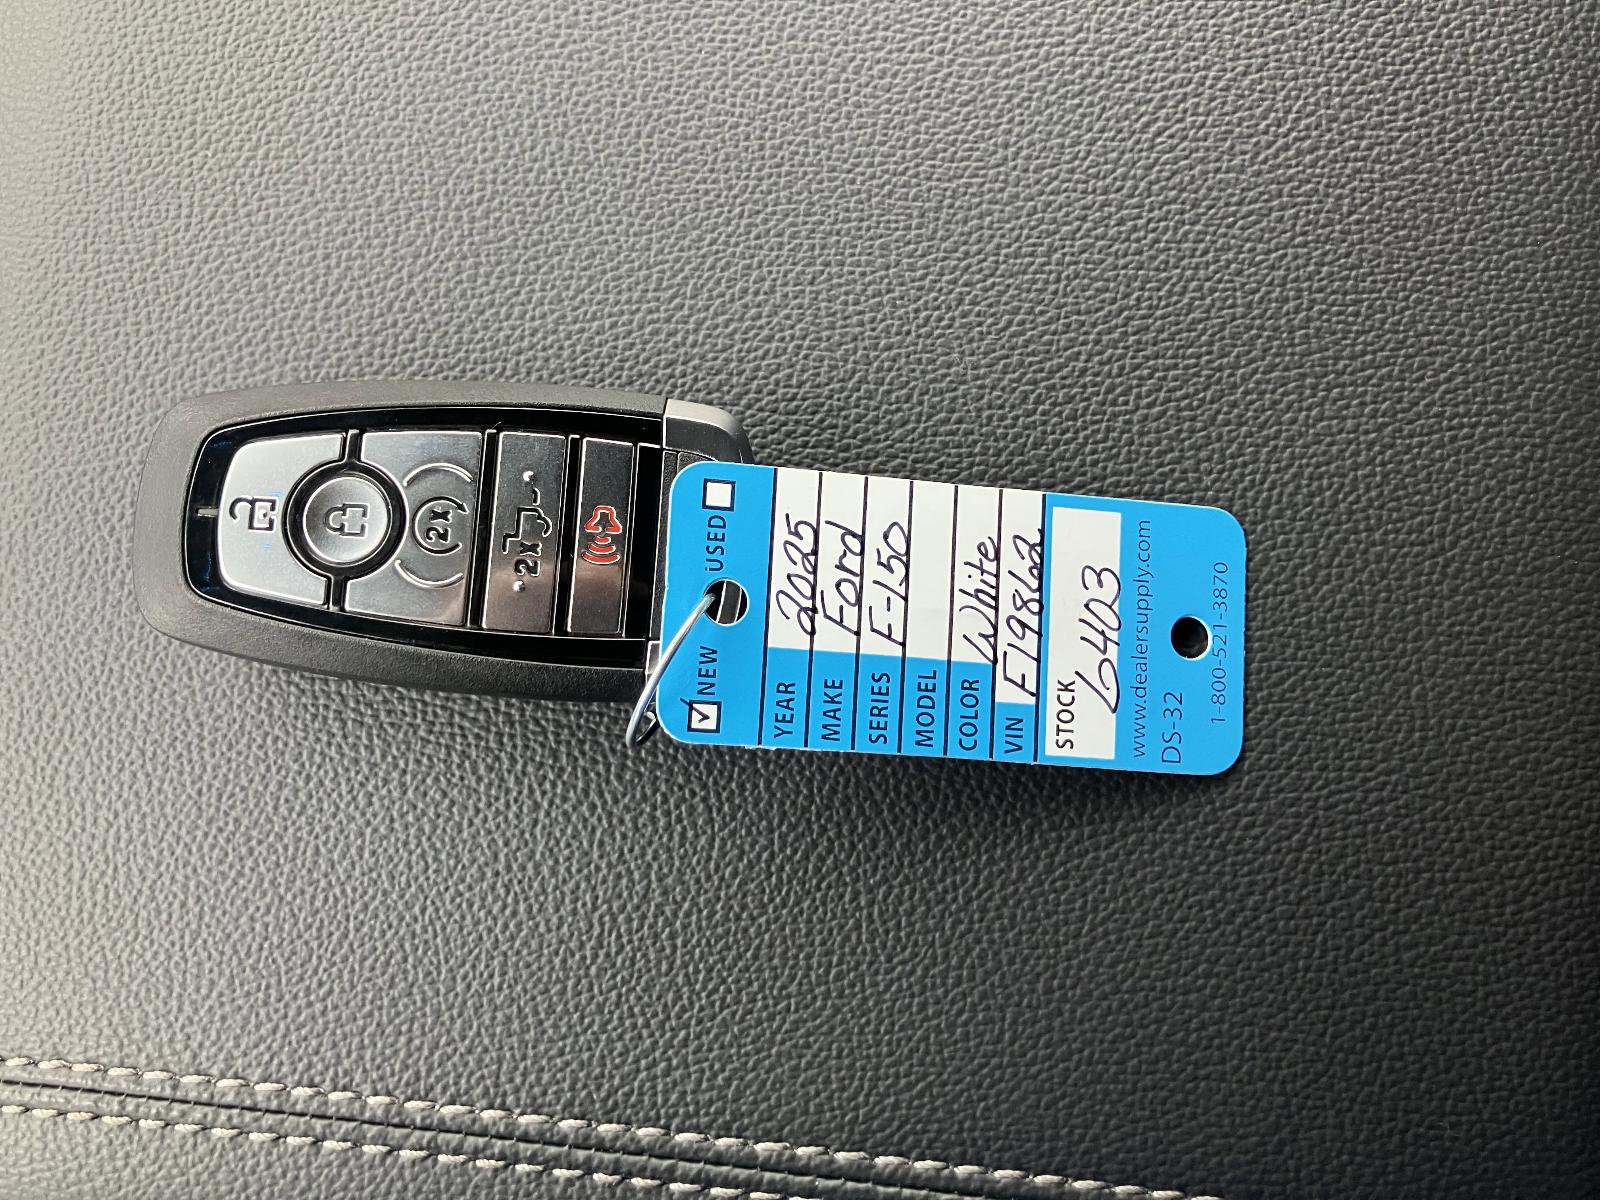 (2x)
2x
☑ NEW USED ☐
YEAR 2025
MAKE Ford
SERIES F-150
MODEL
COLOR White
VIN E19862
STOCK 6403
www.dealersupply.com
DS-32
1-800-521-3870